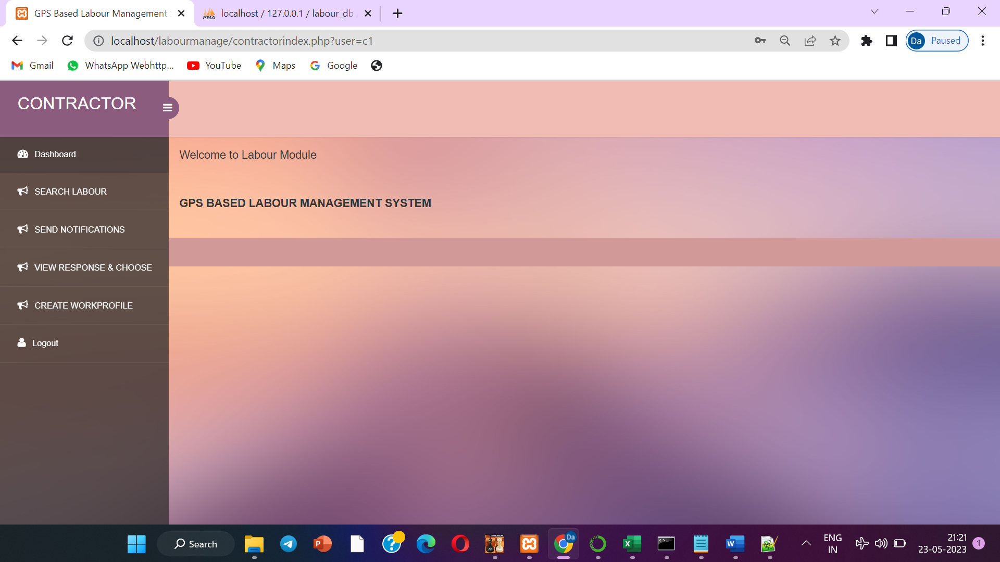 GPS Based Labour Management
localhost / 127.0.0.1 / labour_db
localhost/labourmanage/contractorindex.php?user=c1
Da Paused
Gmail WhatsApp Webhttp... YouTube Maps Google
CONTRACTOR
Dashboard
Welcome to Labour Module
SEARCH LABOUR
GPS BASED LABOUR MANAGEMENT SYSTEM
SEND NOTIFICATIONS
VIEW RESPONSE & CHOOSE
CREATE WORKPROFILE
Logout
Search
PMA
P
Da
X
W
ENG
IN
21:21
23-05-2023
1